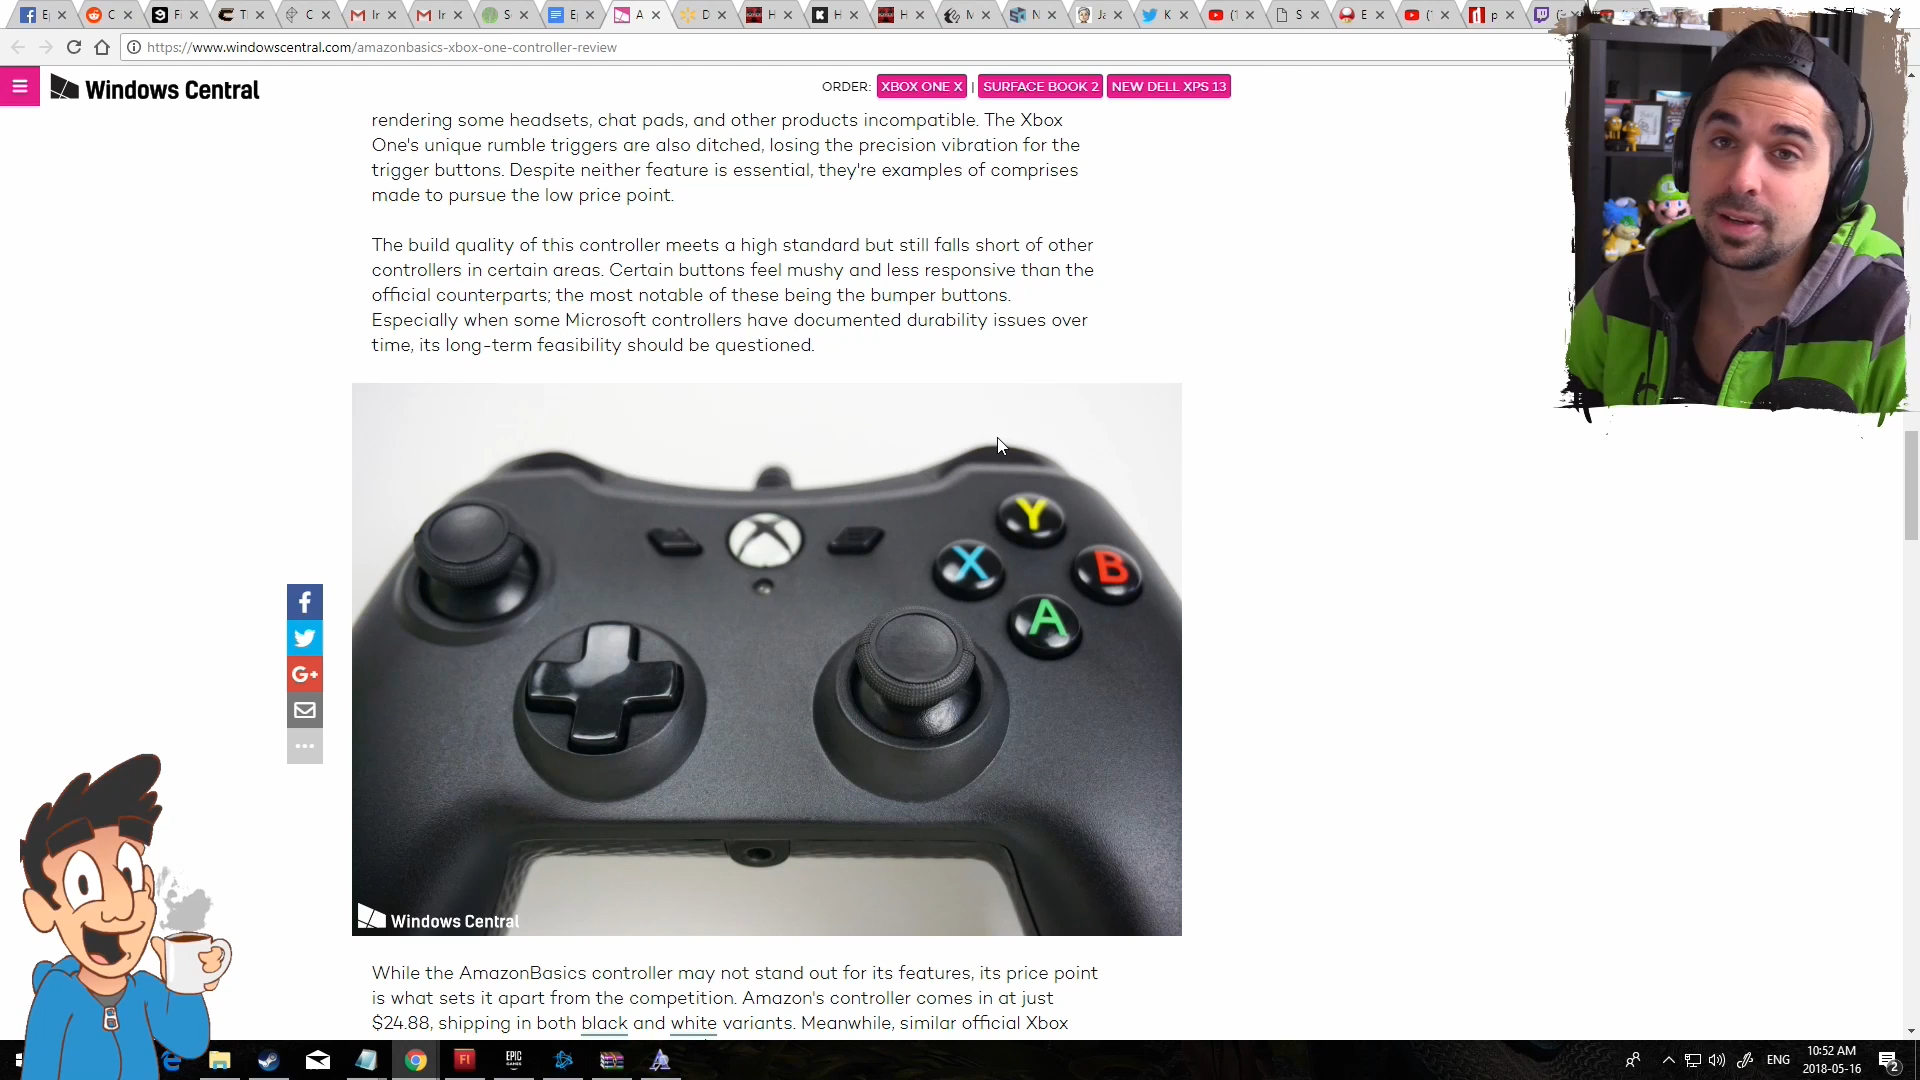 https://www.windowscentral.com/amazonbasics-xbox-one-controller-review
Windows Central
ORDER: XBOX ONE X | SURFACE BOOK 2 NEW DELL XPS 13
rendering some headsets, chat pads, and other products incompatible. The Xbox
One's unique rumble triggers are also ditched, losing the precision vibration for the
trigger buttons. Despite neither feature is essential, they're examples of comprises
made to pursue the low price point.
The build quality of this controller meets a high standard but still falls short of other
controllers in certain areas. Certain buttons feel mushy and less responsive than the
official counterparts; the most notable of these being the bumper buttons.
Especially when some Microsoft controllers have documented durability issues over
time, its long-term feasibility should be questioned.
Y
X
B
A
Windows Central
While the AmazonBasics controller may not stand out for its features, its price point
is what sets it apart from the competition. Amazon's controller comes in at just
$24.88, shipping in both black and white variants. Meanwhile, similar official Xbox
EPIC
GAMES
ENG
10:52 AM
2018-05-16
2